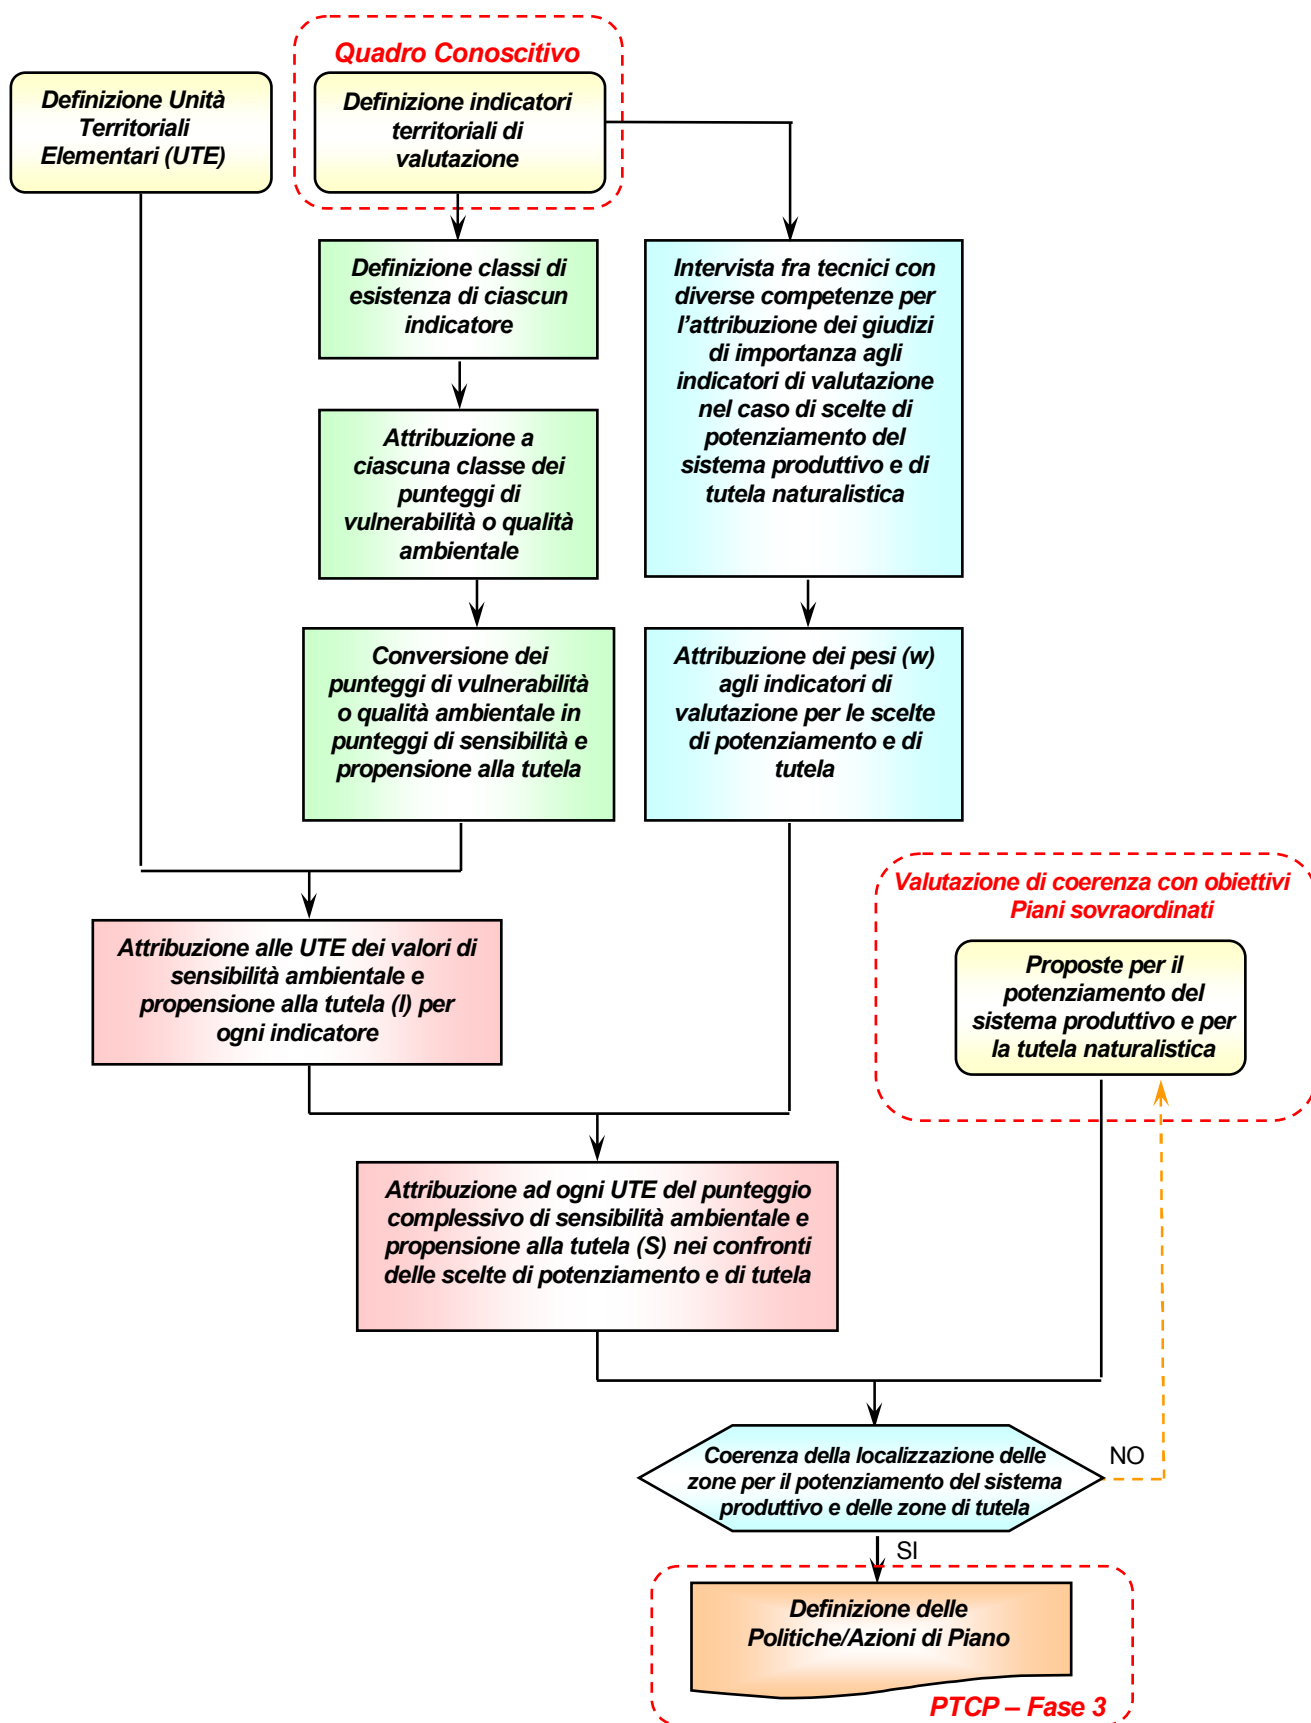 Quadro Conoscitivo
Definizione Unità
Territoriali
Elementari (UTE)
Definizione indicatori
territoriali di
valutazione
Definizione classi di
esistenza di ciascun
indicatore
Intervista fra tecnici con
diverse competenze per
l’attribuzione dei giudizi
di importanza agli
indicatori di valutazione
nel caso di scelte di
potenziamento del
sistema produttivo e di
tutela naturalistica
Attribuzione a
ciascuna classe dei
punteggi di
vulnerabilità o qualità
ambientale
Conversione dei
punteggi di vulnerabilità
o qualità ambientale in
punteggi di sensibilità e
propensione alla tutela
Attribuzione dei pesi (w)
agli indicatori di
valutazione per le scelte
di potenziamento e di
tutela
Valutazione di coerenza con obiettivi
Piani sovraordinati
Attribuzione alle UTE dei valori di
sensibilità ambientale e
propensione alla tutela (I) per
ogni indicatore
Proposte per il
potenziamento del
sistema produttivo e per
la tutela naturalistica
Attribuzione ad ogni UTE del punteggio
complessivo di sensibilità ambientale e
propensione alla tutela (S) nei confronti
delle scelte di potenziamento e di tutela
Coerenza della localizzazione delle
zone per il potenziamento del sistema
produttivo e delle zone di tutela
NO
SI
Definizione delle
Politiche/Azioni di Piano
PTCP – Fase 3